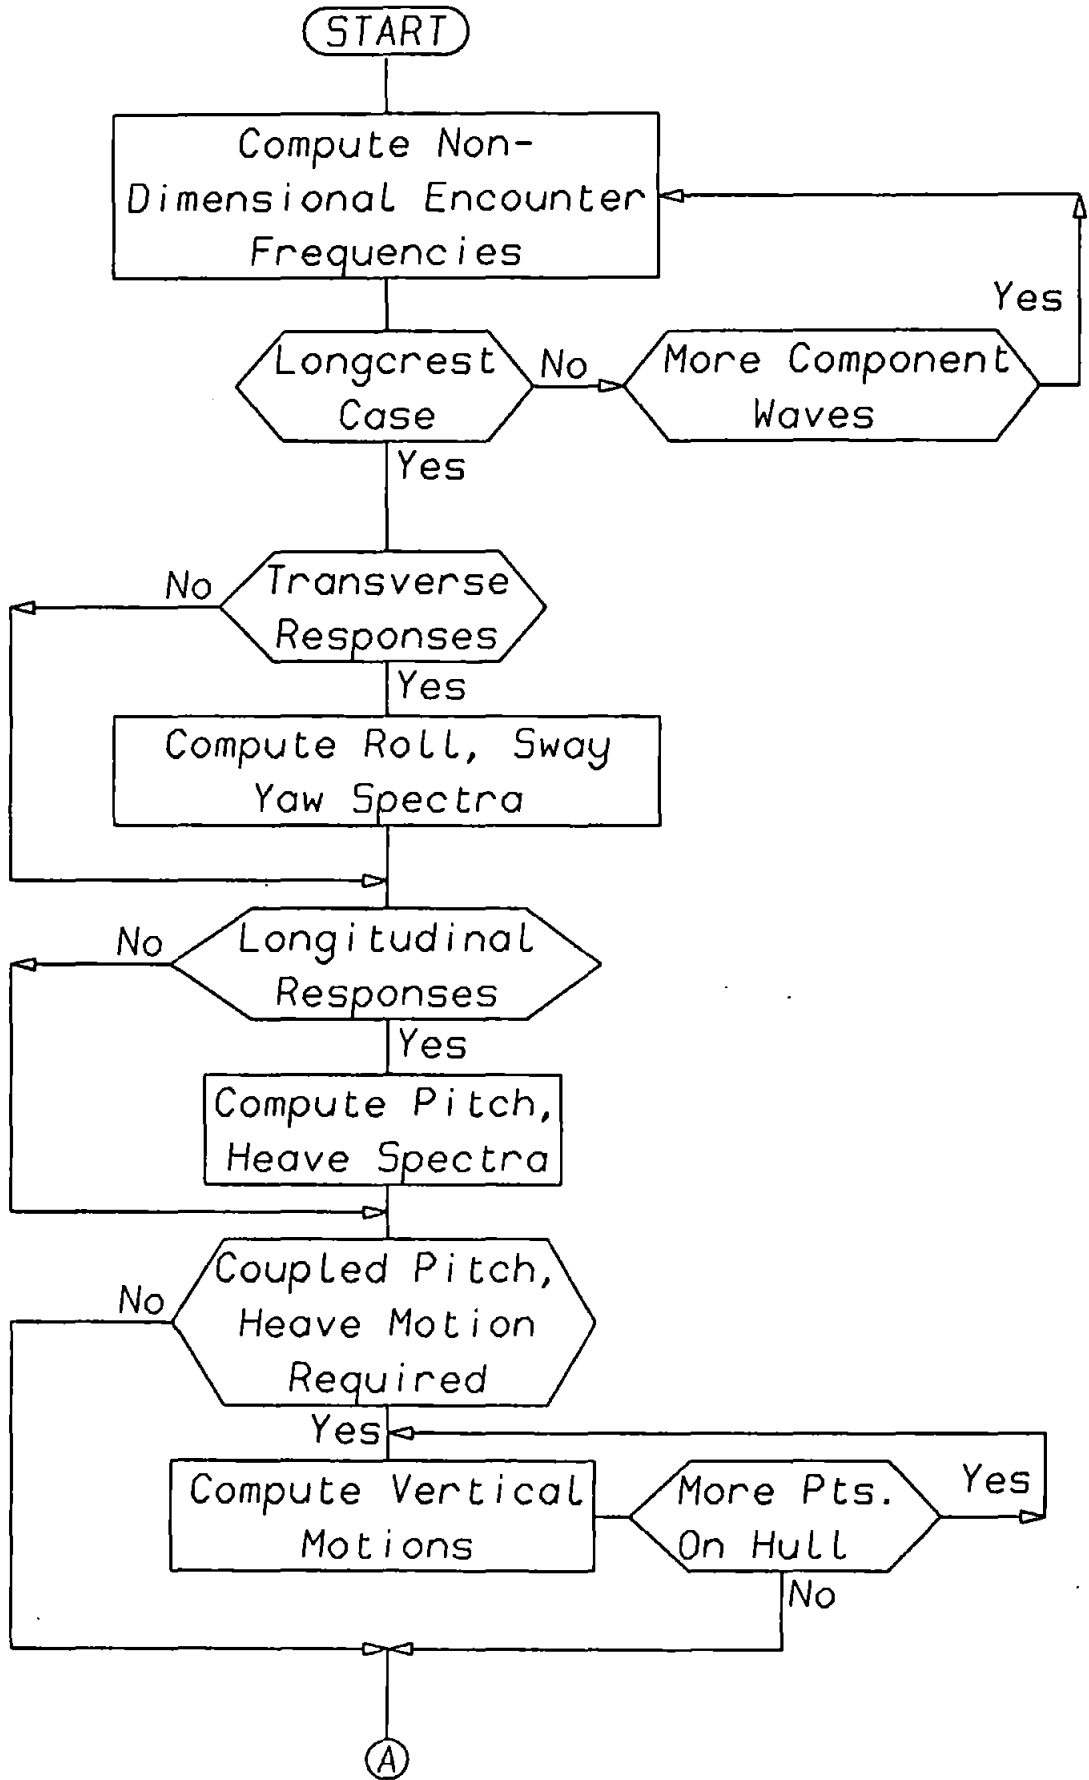 START
Compute Non-
Dimensional Encounter
Frequencies
Yes
Longcrest
Case
No
More Component
Waves
Yes
No
Transverse
Responses
Yes
Compute Roll, Sway
Yaw Spectra
No
Longitudinal
Responses
Yes
Compute Pitch,
Heave Spectra
No
Coupled Pitch,
Heave Motion
Required
Yes
Compute Vertical
Motions
More Pts.
On Hull
Yes
No
A